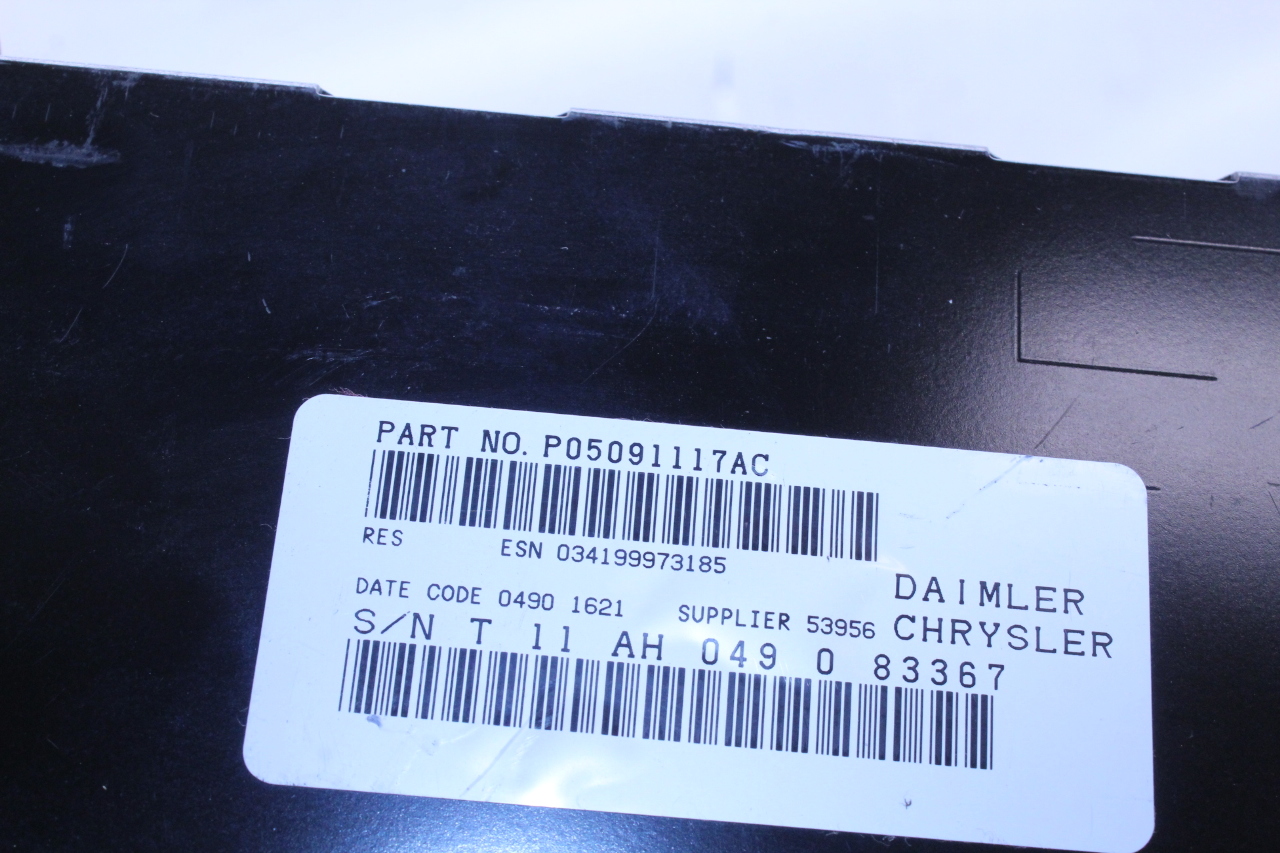 PART NO. P05091117AC
RES ESN 034199973185
DATE CODE 0490 1621 SUPPLIER 53956
DAIMLER
CHRYSLER
S/N T 11 AH 049 0 83367